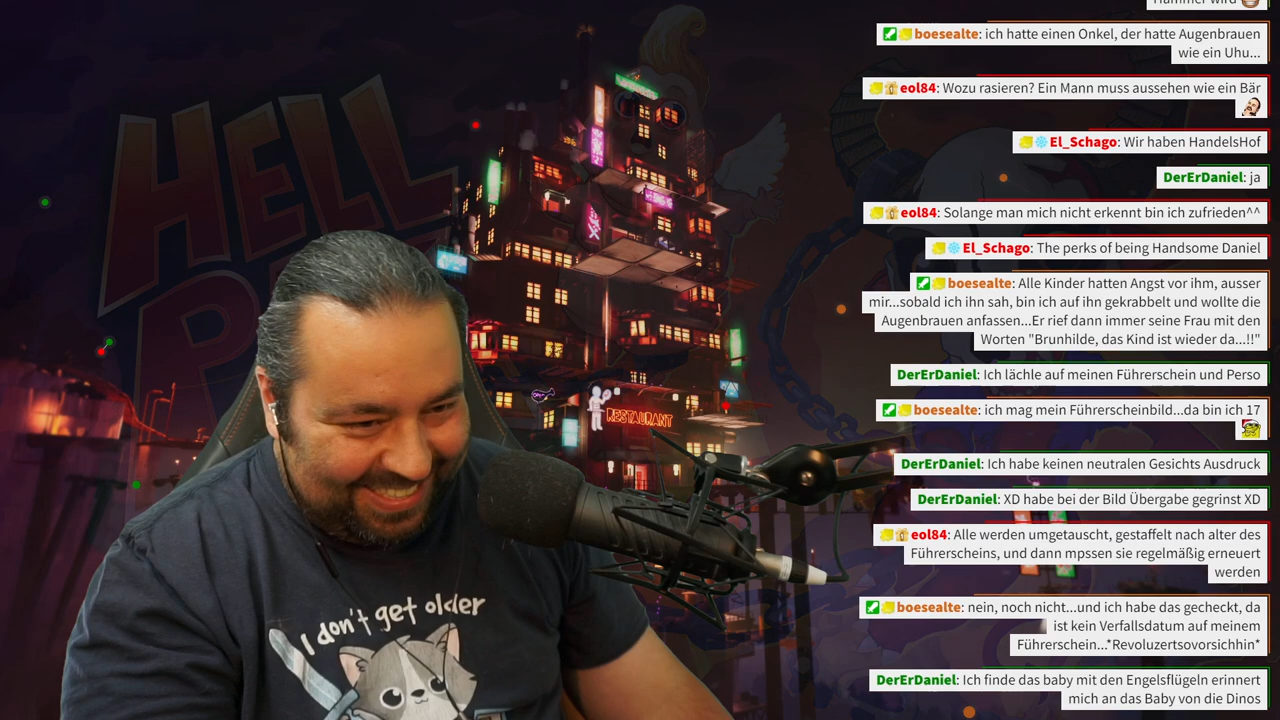 Hammer wird
boesealte: ich hatte einen Onkel, der hatte Augenbrauen
wie ein Uhu...
eol84: Wozu rasieren? Ein Mann muss aussehen wie ein Bär
El_Schago: Wir haben HandelsHof
DerErDaniel: ja
eol84: Solange man mich nicht erkennt bin ich zufrieden^^
El_Schago: The perks of being Handsome Daniel
boesealte: Alle Kinder hatten Angst vor ihm, ausser
mir...sobald ich ihn sah, bin ich auf ihn gekrabbelt und wollte die
Augenbrauen anfassen...Er rief dann immer seine Frau mit den
Worten "Brunhilde, das Kind ist wieder da...!!"
DerErDaniel: Ich lächle auf meinen Führerschein und Perso
boesealte: ich mag mein Führerscheinbild...da bin ich 17
DerErDaniel: Ich habe keinen neutralen Gesichts Ausdruck
DerErDaniel: XD habe bei der Bild Übergabe gegrinst XD
eol84: Alle werden umgetauscht, gestaffelt nach alter des
Führerscheins, und dann mpssen sie regelmäßig erneuert
werden
boesealte: nein, noch nicht...und ich habe das gecheckt, da
ist kein Verfallsdatum auf meinem
Führerschein...*Revoluzertsovorsichhin*
DerErDaniel: Ich finde das baby mit den Engelsflügeln erinnert
mich an das Baby von die Dinos
HELL
RESTAURANT
I don't get older